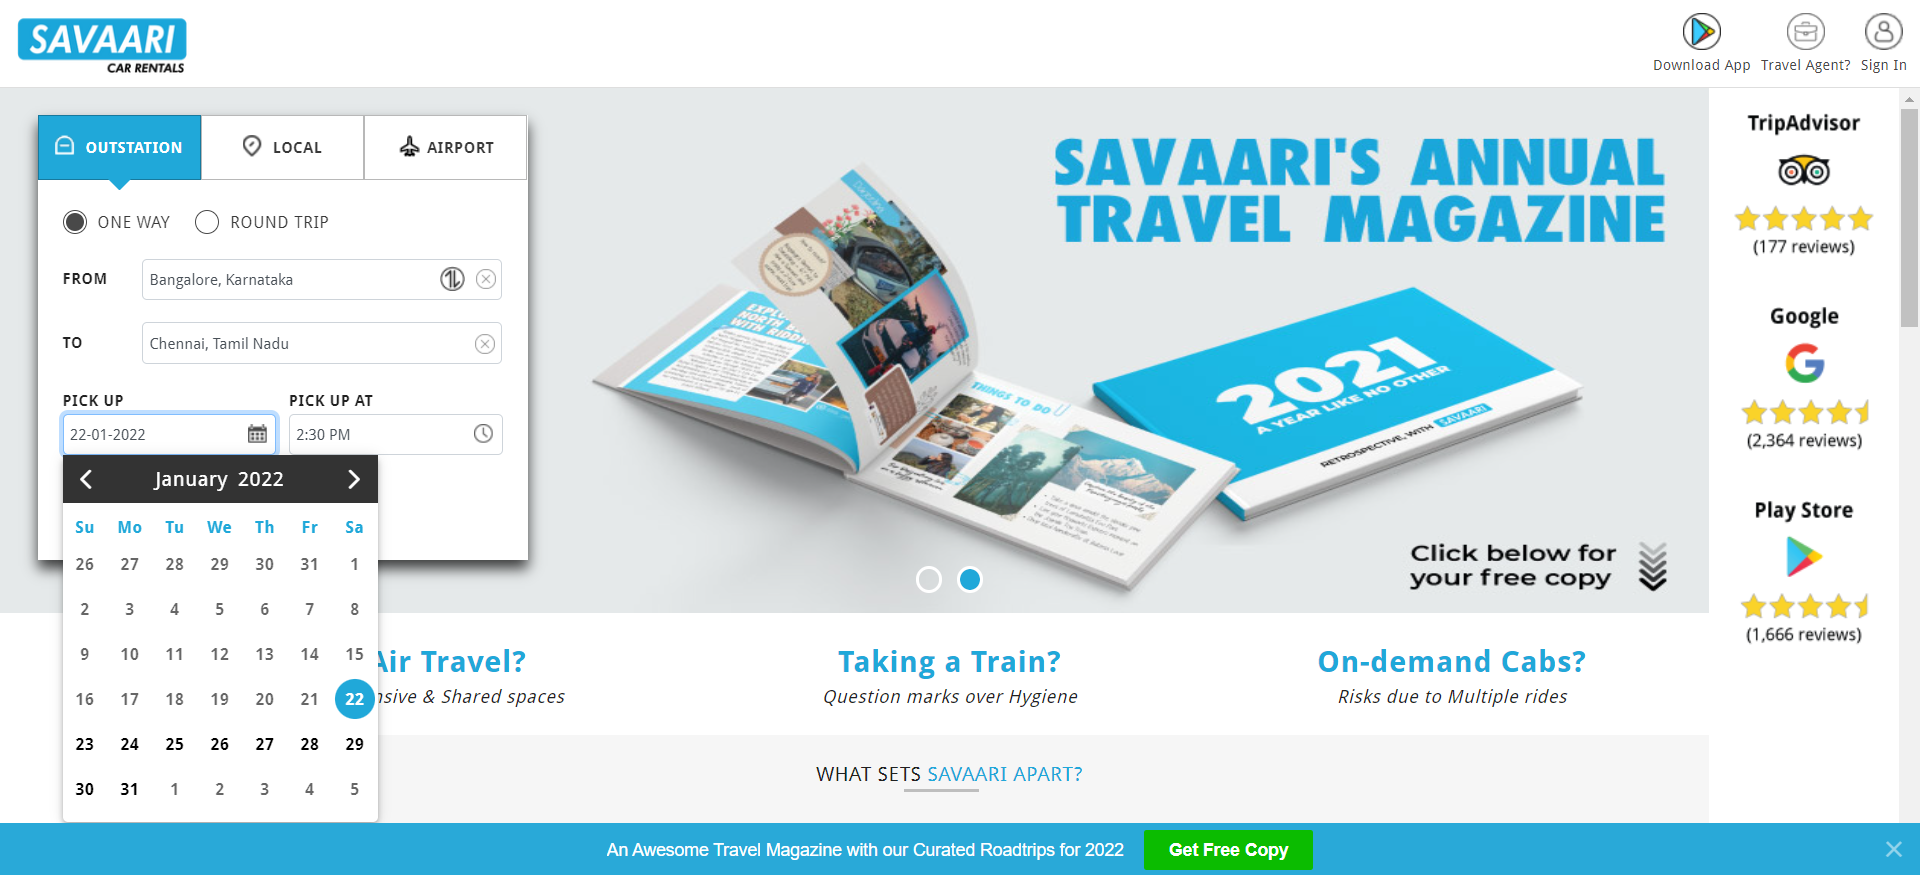 SAVAARI
CAR RENTALS
Download App
Travel Agent?
Sign In
OUTSTATION
LOCAL
AIRPORT
ONE WAY
ROUND TRIP
FROM
Bangalore, Karnataka
TO
Chennai, Tamil Nadu
PICK UP
PICK UP AT
22-01-2022
2:30 PM
January 2022
Su Mo Tu We Th Fr Sa
26 27 28 29 30 31 1
2 3 4 5 6 7 8
9 10 11 12 13 14 15
16 17 18 19 20 21 22
23 24 25 26 27 28 29
30 31 1 2 3 4 5
SAVAARI'S ANNUAL
TRAVEL MAGAZINE
THINGS TO DO
2021
A YEAR LIKE NO OTHER
RETROSPECTIVE, WITH SAVAARI
Click below for
your free copy
TripAdvisor
(177 reviews)
Google
(2,364 reviews)
Play Store
(1,666 reviews)
Air Travel?
nsive & Shared spaces
Taking a Train?
Question marks over Hygiene
On-demand Cabs?
Risks due to Multiple rides
WHAT SETS SAVAARI APART?
An Awesome Travel Magazine with our Curated Roadtrips for 2022
Get Free Copy